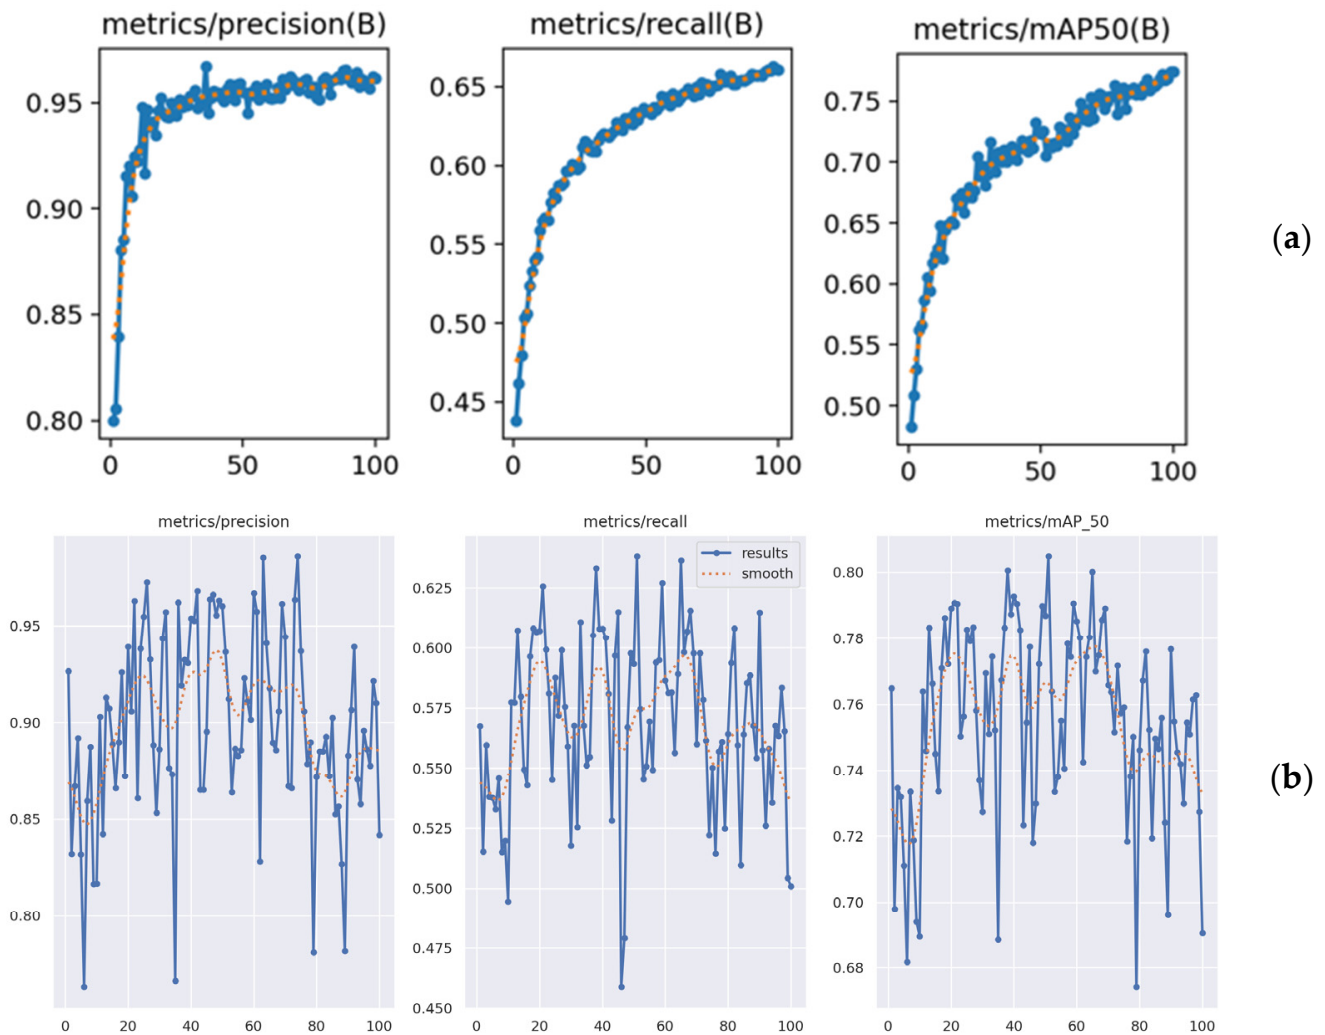 metrics/precision(B) metrics/recall(B) metrics/mAP50(B)
0.95
0.90
0.85
0.80
0 50 100
0.65
0.60
0.55
0.50
0.45
0 50 100
0.75
0.70
0.65
0.60
0.55
0.50
0 50 100
(a)
metrics/precision metrics/recall metrics/mAP_50
0.95
0.90
0.85
0.80
0 20 40 60 80 100
results
smooth
0.625
0.600
0.575
0.550
0.525
0.500
0.475
0.450
0 20 40 60 80 100
0.80
0.78
0.76
0.74
0.72
0.70
0.68
0 20 40 60 80 100
(b)